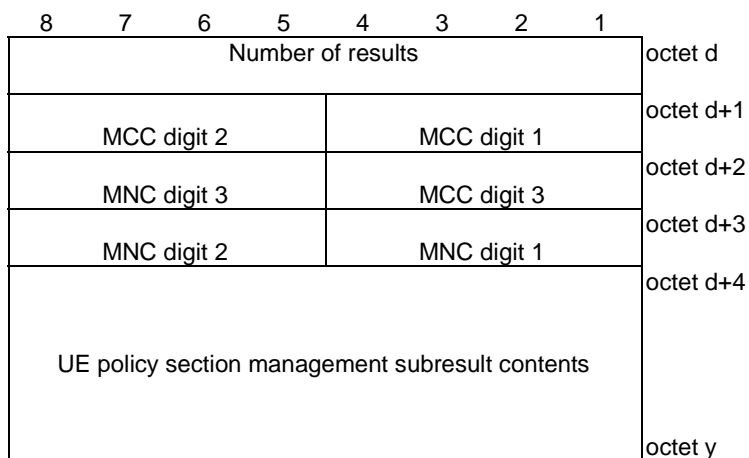 8 7 6 5 4 3 2 1
Number of results octet d
octet d+1
MCC digit 2 MCC digit 1
octet d+2
MNC digit 3 MCC digit 3
octet d+3
MNC digit 2 MNC digit 1
octet d+4
UE policy section management subresult contents
octet y